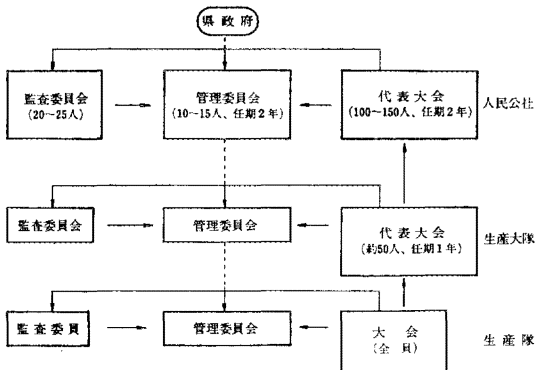 県政府
監査委員会
(20~25人)
管理委員会
(10~15人、任期2年)
代表大会
(100~150人、任期2年)
人民公社
監査委員会
管理委員会
代表大会
(約50人、任期1年)
生産大隊
監査委員
管理委員会
大会
(全員)
生産隊